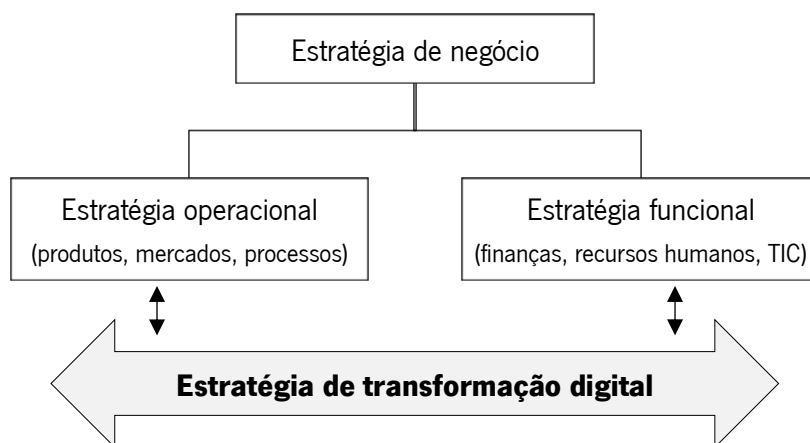 Estratégia de negócio
Estratégia operacional
(produtos, mercados, processos)
Estratégia funcional
(finanças, recursos humanos, TIC)
Estratégia de transformação digital